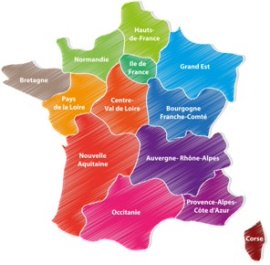 Hauts-
de-France
Normandie
Ile de
France
Grand Est
Bretagne
Pays
de la Loire
Centre-
Val de Loire
Bourgogne
Franche-Comté
Nouvelle
Aquitaine
Auvergne- Rhône-Alpes
Occitanie
Provence-Alpes-
Côte d'Azur
Corse